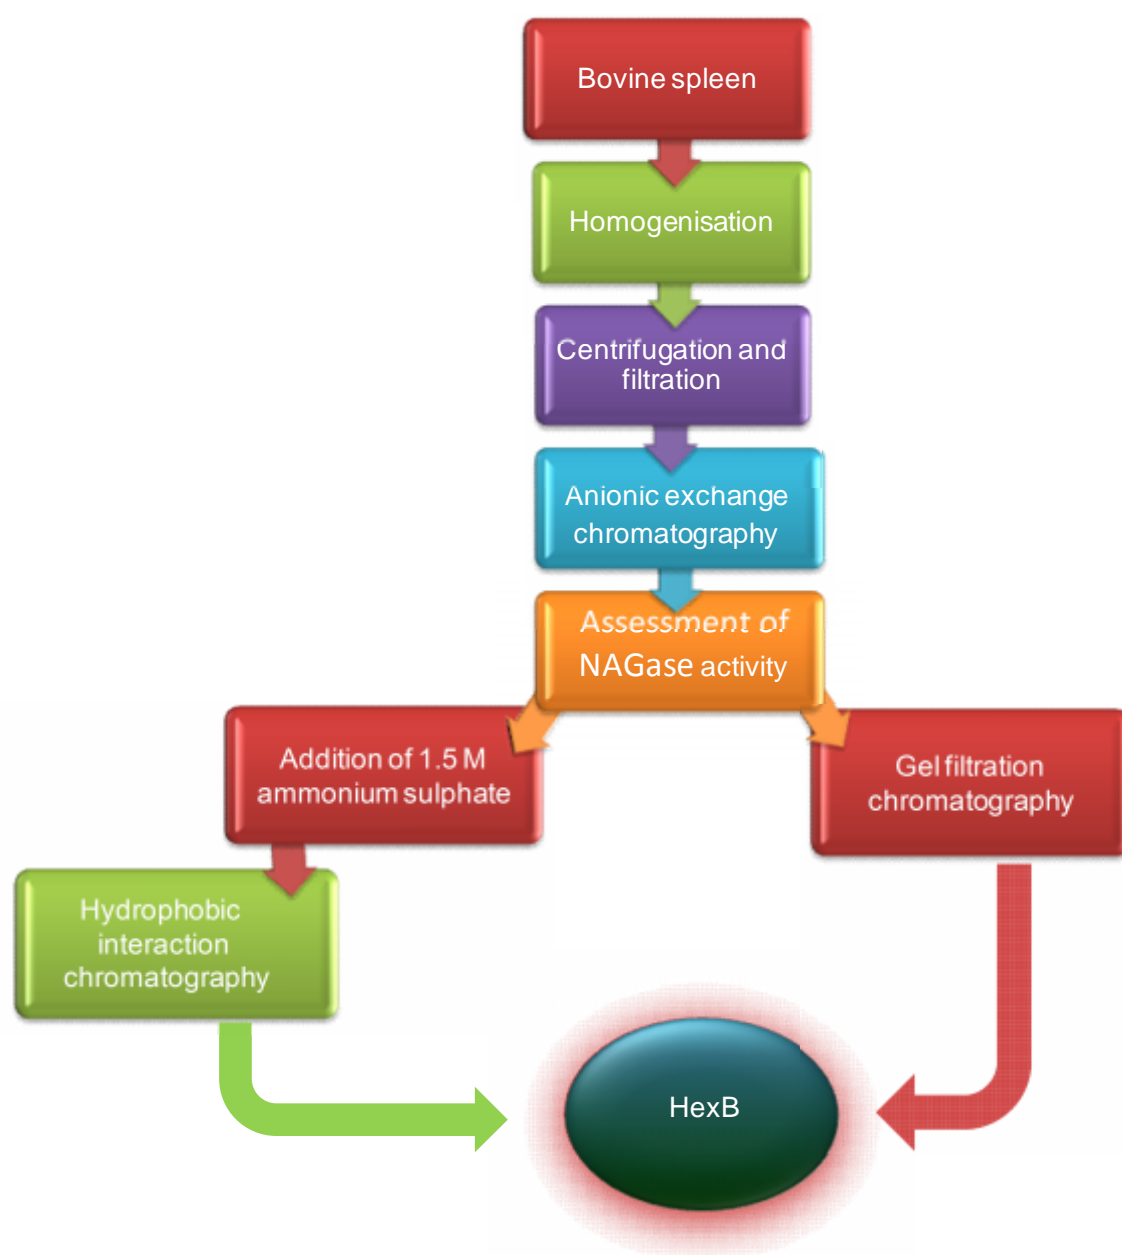 Bovine spleen
Homogenisation
Centrifugation and
filtration
Anionic exchange
chromatography
Assessment of
NAGase activity
Addition of 1.5 M
ammonium sulphate
Gel filtration
chromatography
Hydrophobic
interaction
chromatography
HexB